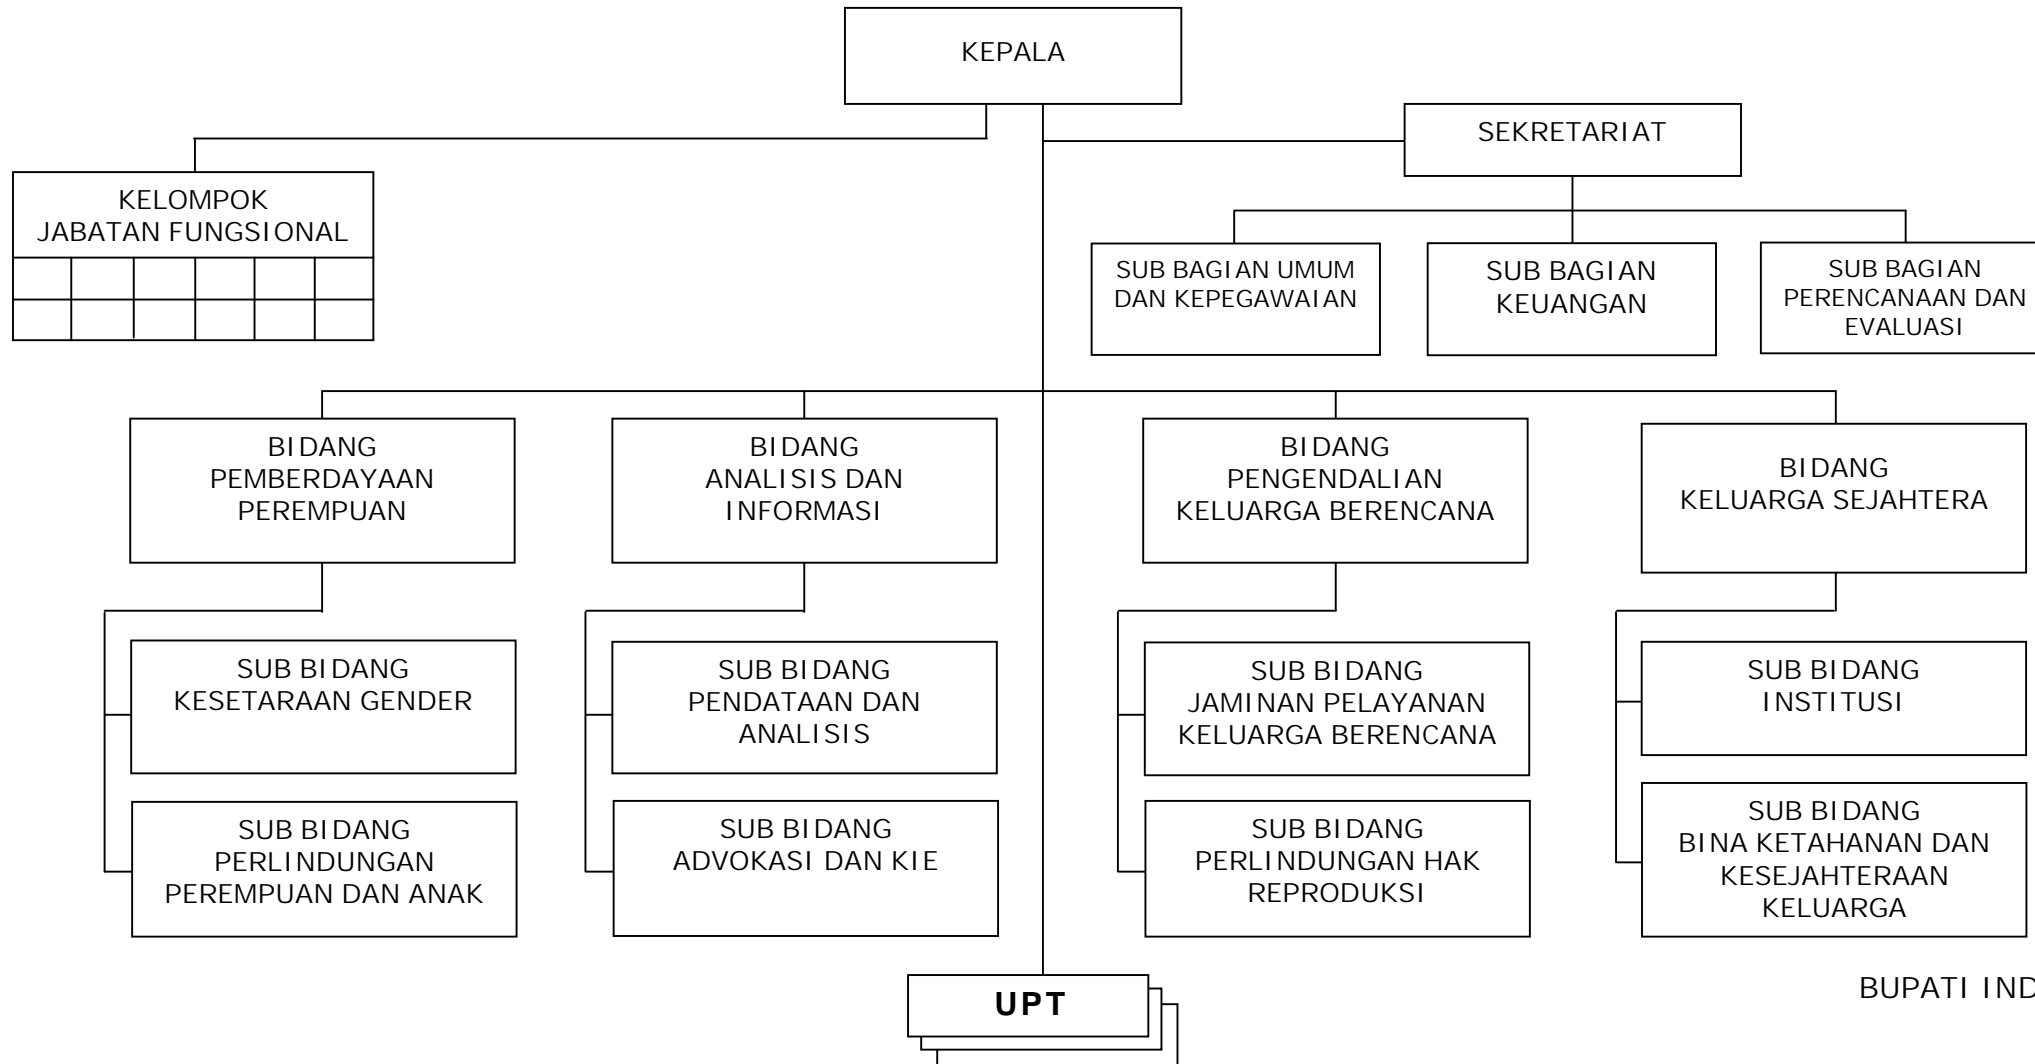 KEPALA
SEKRETARIAT
KELOMPOK
JABATAN FUNGSIONAL
SUB BAGIAN UMUM
DAN KEPEGAWAIAN
SUB BAGIAN
KEUANGAN
SUB BAGIAN
PERENCANAAN DAN
EVALUASI
BIDANG
PEMBERDAYAAN
PEREMPUAN
BIDANG
ANALISIS DAN
INFORMASI
BIDANG
PENGENDALIAN
KELUARGA BERENCANA
BIDANG
KELUARGA SEJAHTERA
SUB BIDANG
KESETARAAN GENDER
SUB BIDANG
PENDATAAN DAN
ANALISIS
SUB BIDANG
JAMINAN PELAYANAN
KELUARGA BERENCANA
SUB BIDANG
INSTITUSI
SUB BIDANG
PERLINDUNGAN
PEREMPUAN DAN ANAK
SUB BIDANG
ADVOKASI DAN KIE
SUB BIDANG
PERLINDUNGAN HAK
REPRODUKSI
SUB BIDANG
BINA KETAHANAN DAN
KESEJAHTERAAN
KELUARGA
UPT
BUPATI IND